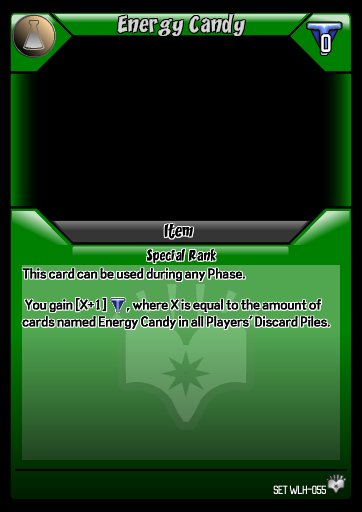 Energy Candy
0
Item
Special Rank
This card can be used during any Phase.
You gain [X+1] , where X is equal to the amount of
cards named Energy Candy in all Players' Discard Piles.
SET WLH-055